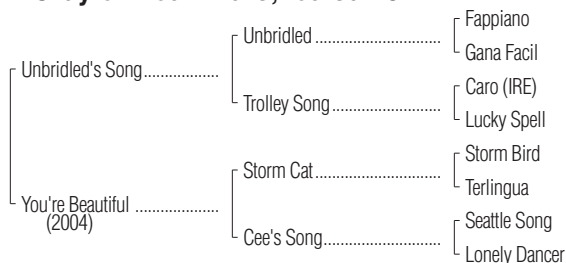 Fappiano
Unbridled ........................
Gana Facil
Unbridled's Song ................
Caro (IRE)
Trolley Song ........................
Lucky Spell
Storm Bird
Storm Cat ........................
Terlingua
You're Beautiful ................
(2004)
Seattle Song
Cee's Song ........................
Lonely Dancer